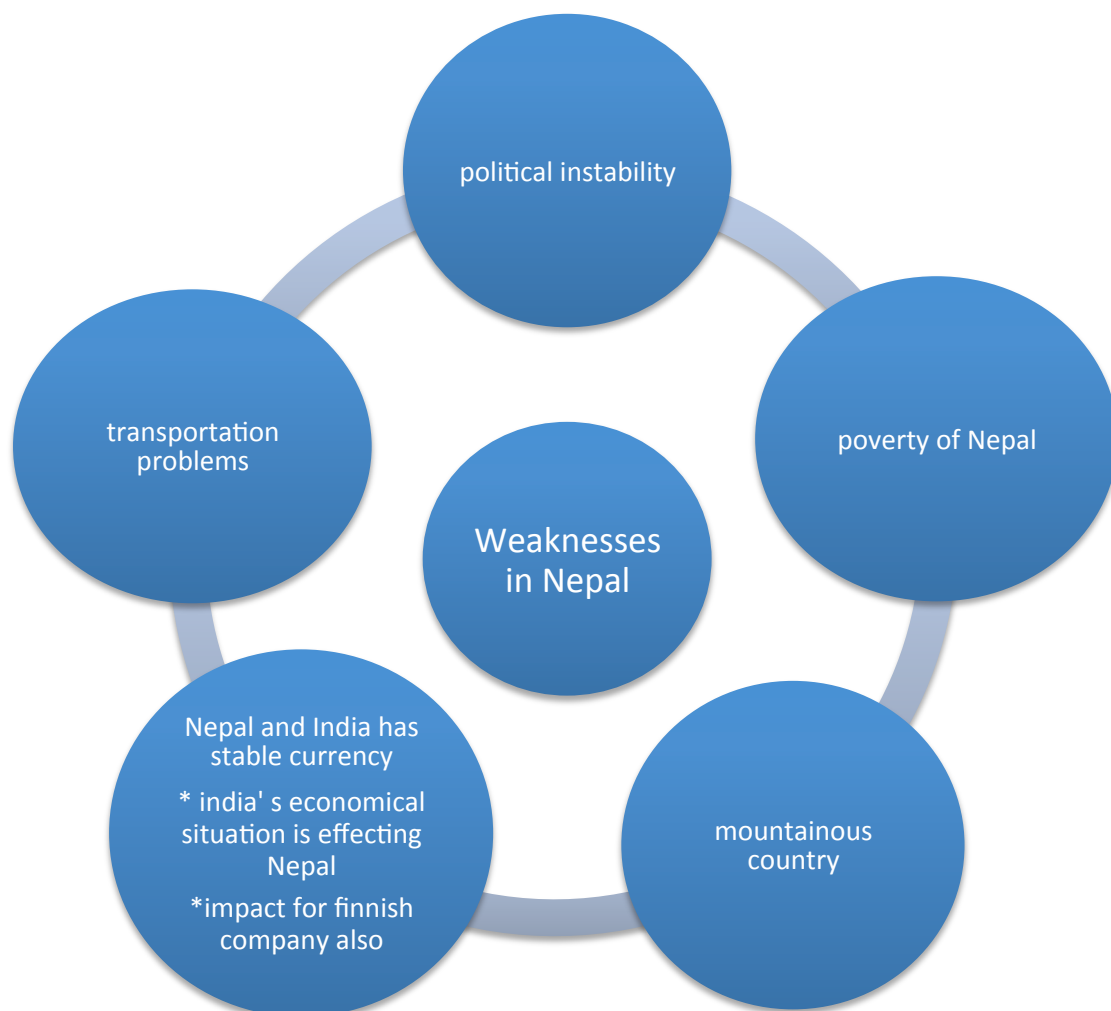 political instability
poverty of Nepal
mountainous
country
Nepal and India has
stable currency
* india' s economical
situation is effecting
Nepal
*impact for finnish
company also
transportation
problems
Weaknesses
in Nepal